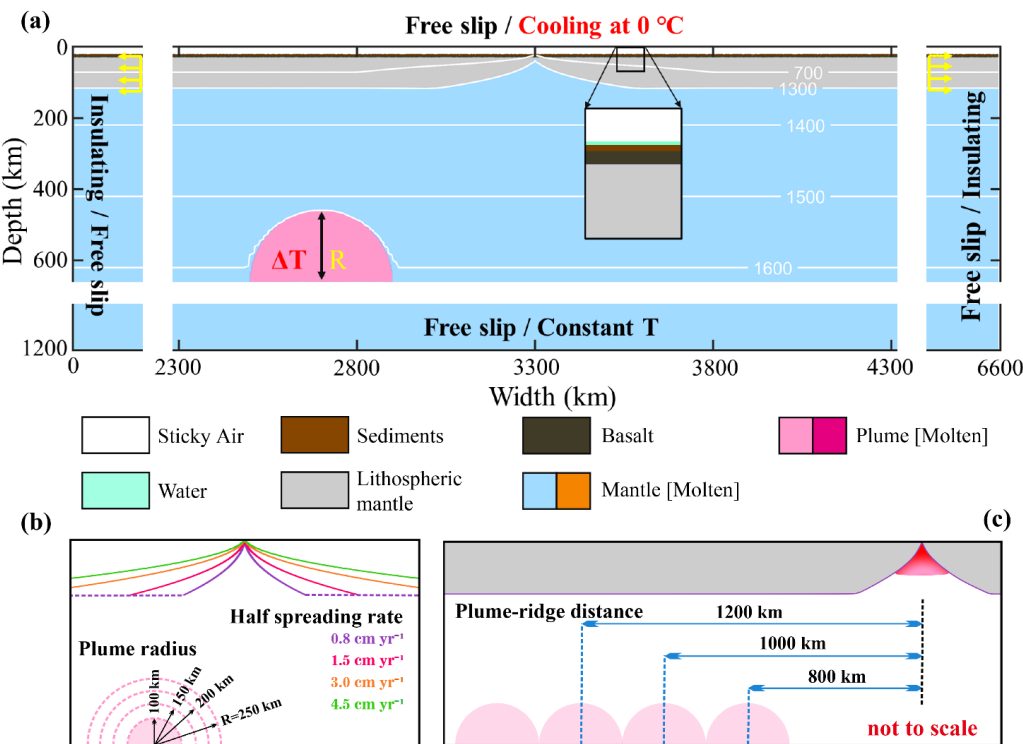 (a)
Free slip / Cooling at 0 °C
0
200
400
600
1200
Depth (km)
Insulating / Free slip
Free slip / Insulating
700
1300
1400
1500
1600
ΔT
R
Free slip / Constant T
0
2300
2800
3300
3800
4300
6600
Width (km)
Sticky Air
Sediments
Basalt
Plume [Molten]
Water
Lithospheric
mantle
Mantle [Molten]
(b)
Half spreading rate
0.8 cm yr⁻¹
1.5 cm yr⁻¹
3.0 cm yr⁻¹
4.5 cm yr⁻¹
Plume radius
100 km
150 km
200 km
R=250 km
(c)
Plume-ridge distance
1200 km
1000 km
800 km
not to scale